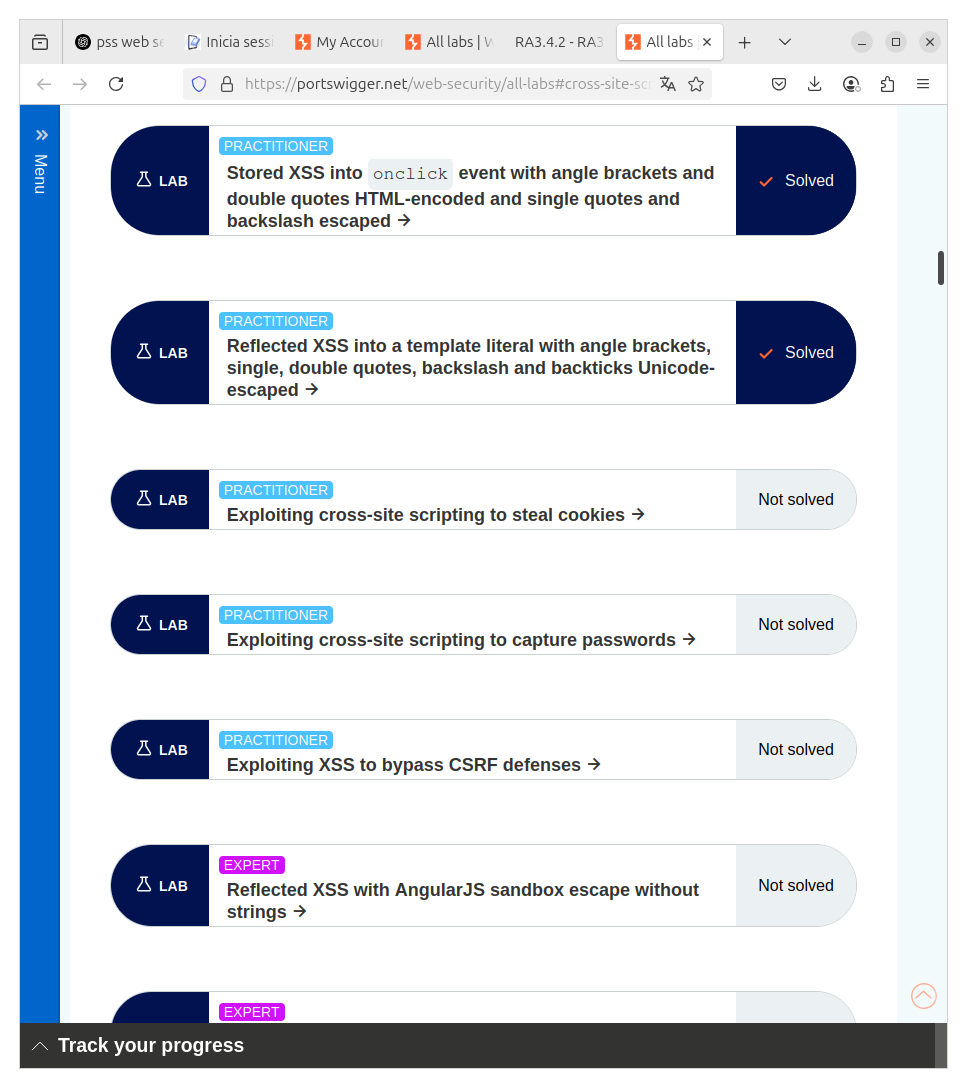 pss web se
Inicia sessi
My Accour
All labs | W
RA3.4.2 - RA3
All labs
https://portswigger.net/web-security/all-labs#cross-site-scr
Menu
LAB
PRACTITIONER
Stored XSS into onclick event with angle brackets and
double quotes HTML-encoded and single quotes and
backslash escaped →
Solved
LAB
PRACTITIONER
Reflected XSS into a template literal with angle brackets,
single, double quotes, backslash and backticks Unicode-
escaped →
Solved
LAB
PRACTITIONER
Exploiting cross-site scripting to steal cookies →
Not solved
LAB
PRACTITIONER
Exploiting cross-site scripting to capture passwords →
Not solved
LAB
PRACTITIONER
Exploiting XSS to bypass CSRF defenses →
Not solved
LAB
EXPERT
Reflected XSS with AngularJS sandbox escape without
strings →
Not solved
EXPERT
Track your progress